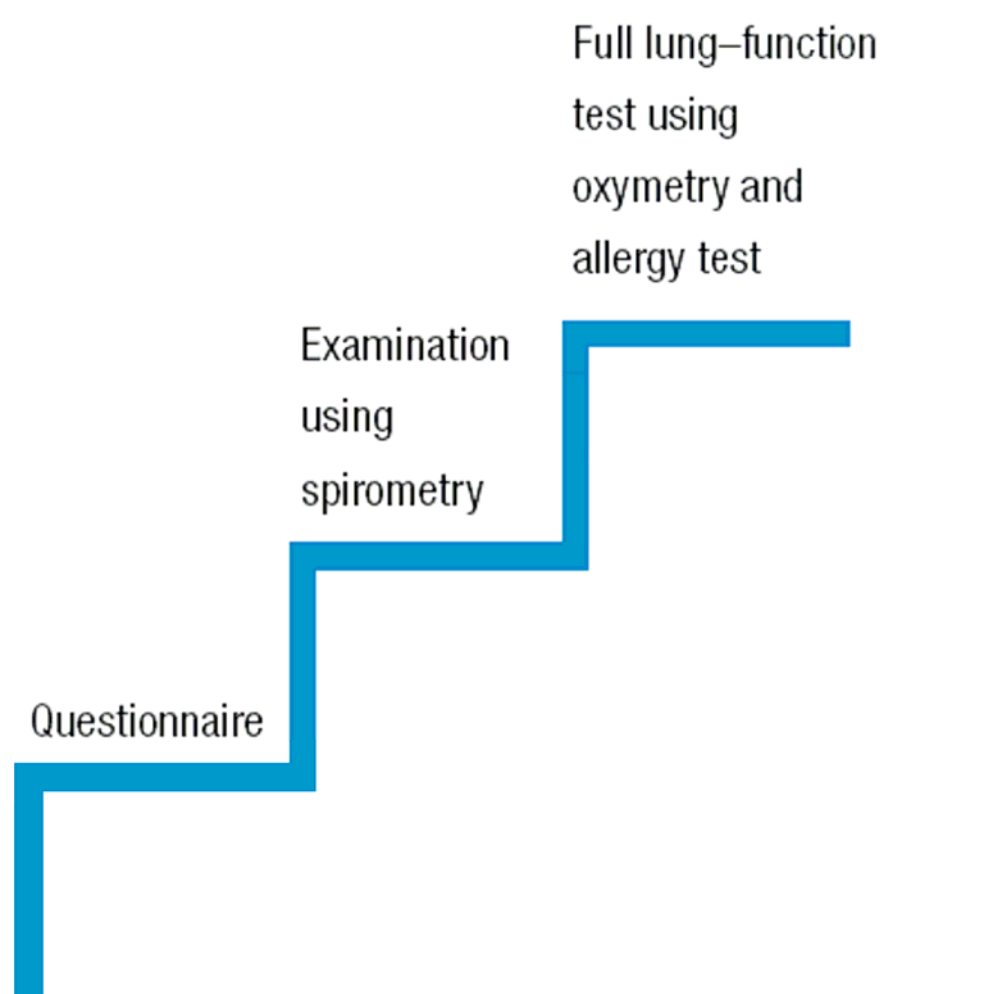 Full lung–function
test using
oxymetry and
allergy test
Examination
using
spirometry
Questionnaire